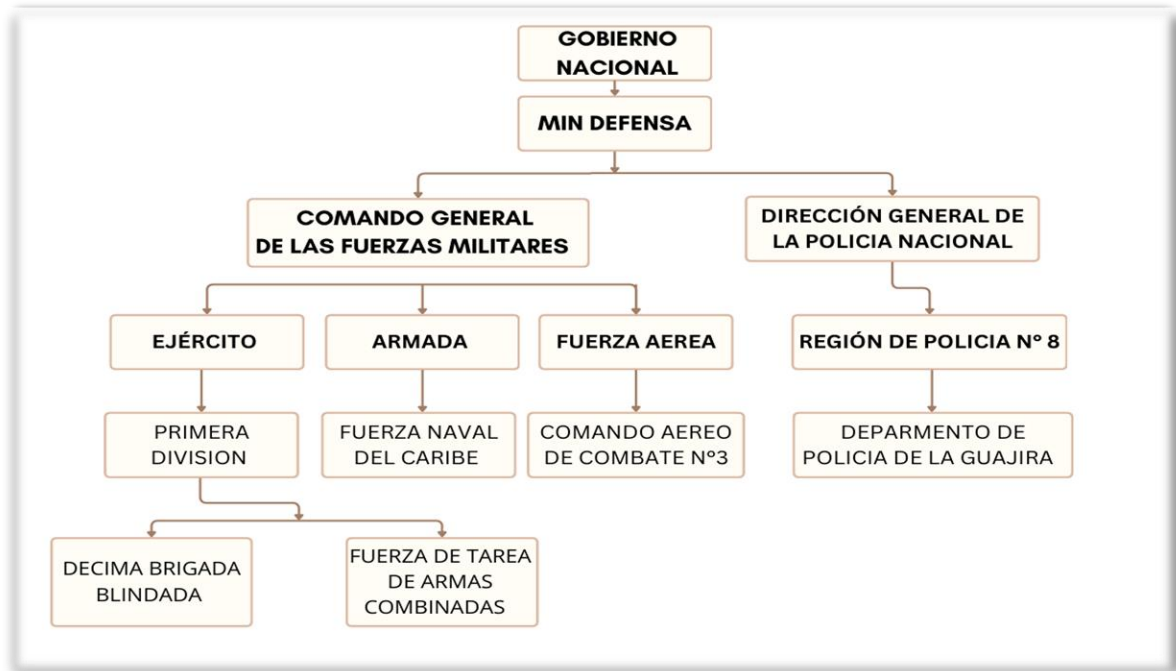 GOBIERNO
NACIONAL
MIN DEFENSA
COMANDO GENERAL
DE LAS FUERZAS MILITARES
DIRECCIÓN GENERAL DE
LA POLICIA NACIONAL
EJÉRCITO
ARMADA
FUERZA AEREA
REGIÓN DE POLICIA N° 8
PRIMERA
DIVISION
FUERZA NAVAL
DEL CARIBE
COMANDO AEREO
DE COMBATE N°3
DEPARMENTO DE
POLICIA DE LA GUAJIRA
DECIMA BRIGADA
BLINDADA
FUERZA DE TAREA
DE ARMAS
COMBINADAS